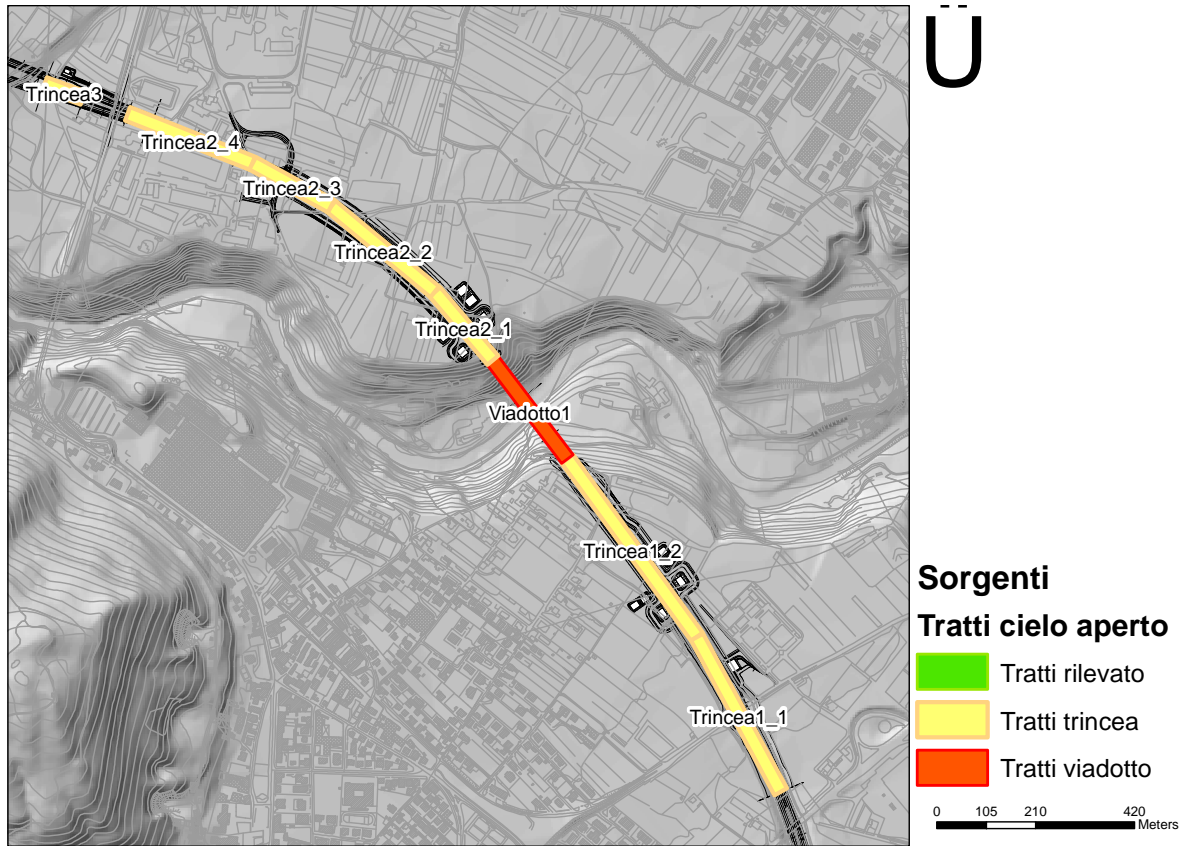 Ü
Trincea3
Trincea2_4
Trincea2_3
Trincea2_2
Trincea2_1
Viadotto1
Trincea1_2
Trincea1_1
Sorgenti
Tratti cielo aperto
Tratti rilevato
Tratti trincea
Tratti viadotto
0 105 210 420
Meters